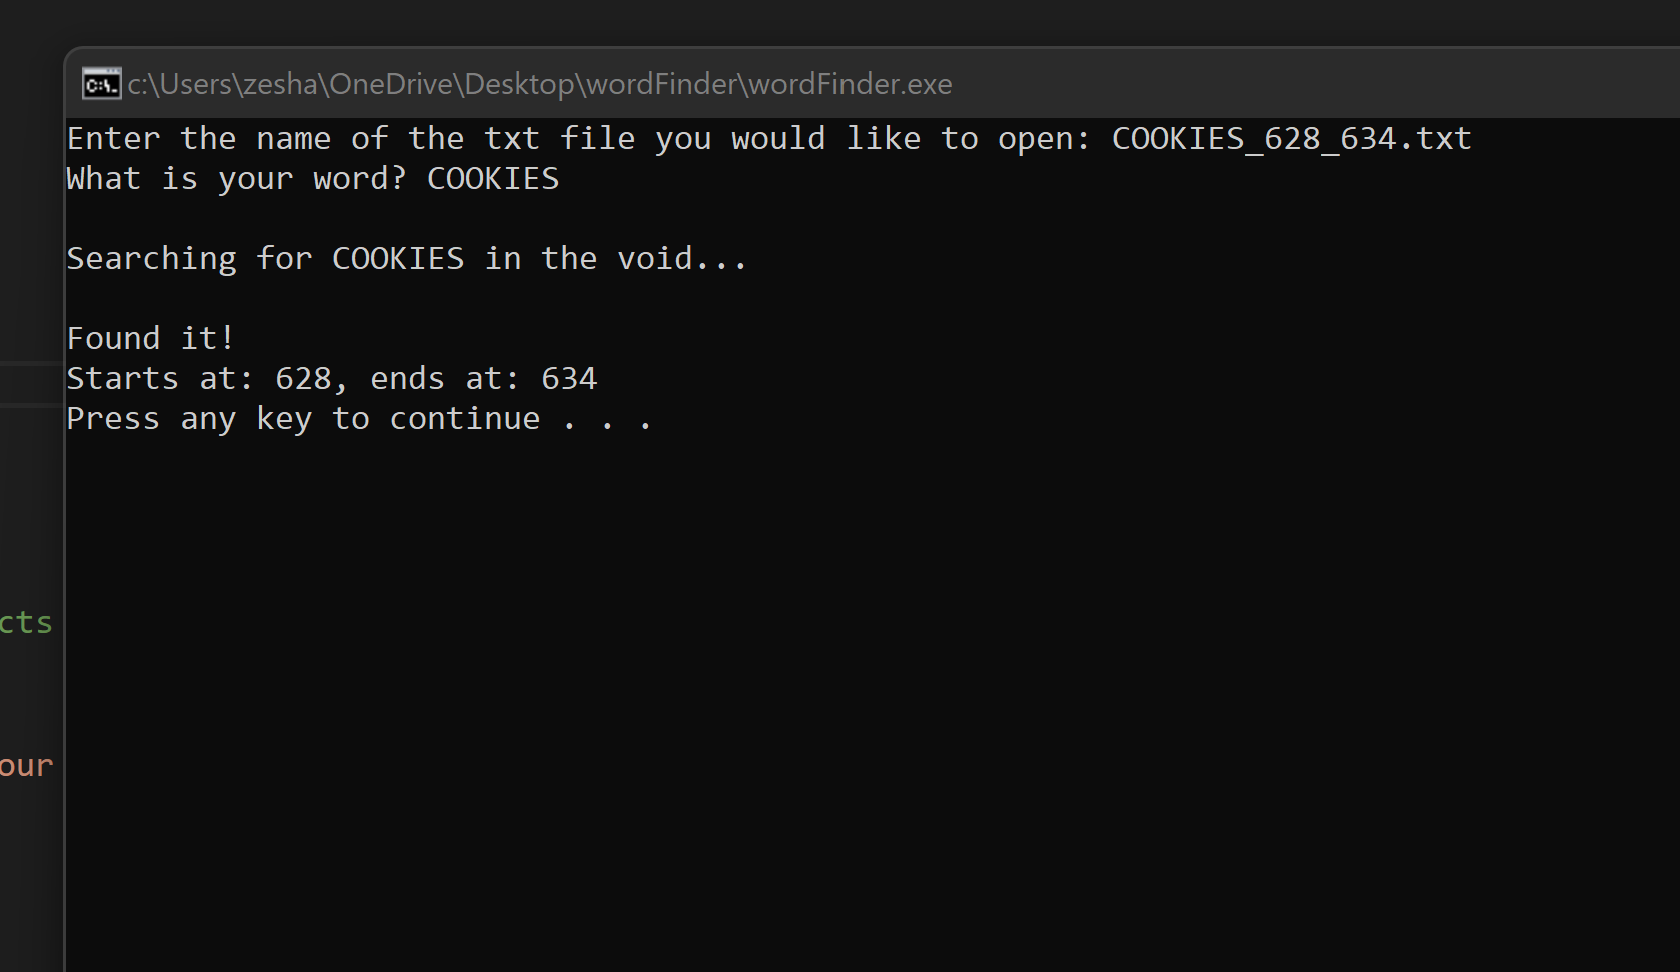 c:\Users\zesha\OneDrive\Desktop\wordFinder\wordFinder.exe
Enter the name of the txt file you would like to open: COOKIES_628_634.txt
What is your word? COOKIES
Searching for COOKIES in the void...
Found it!
Starts at: 628, ends at: 634
Press any key to continue . . .
cts
our